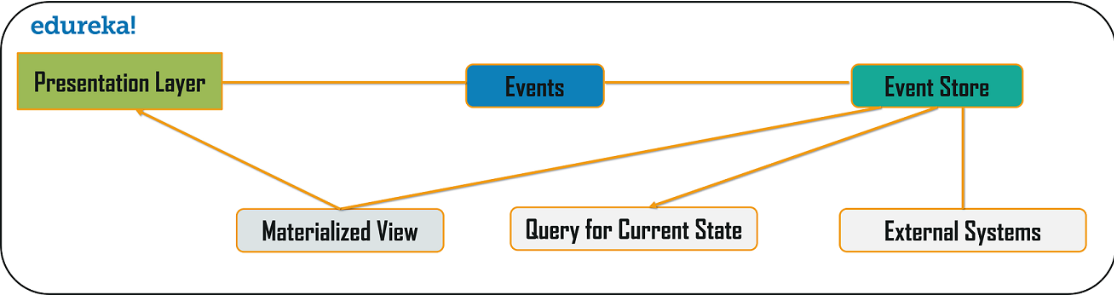 edureka!
Presentation Layer
Events
Event Store
Materialized View
Query for Current State
External Systems